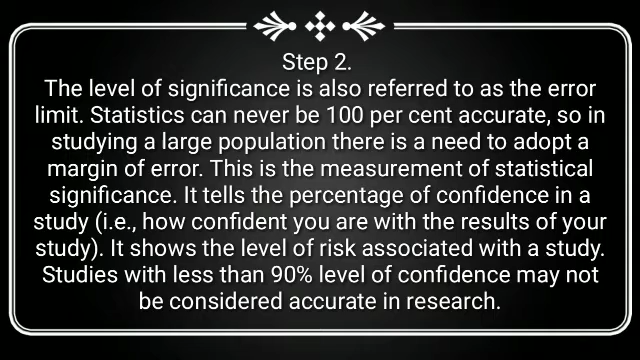 Step 2.
The level of significance is also referred to as the error
limit. Statistics can never be 100 per cent accurate, so in
studying a large population there is a need to adopt a
margin of error. This is the measurement of statistical
significance. It tells the percentage of confidence in a
study (i.e., how confident you are with the results of your
study). It shows the level of risk associated with a study.
Studies with less than 90% level of confidence may not
be considered accurate in research.